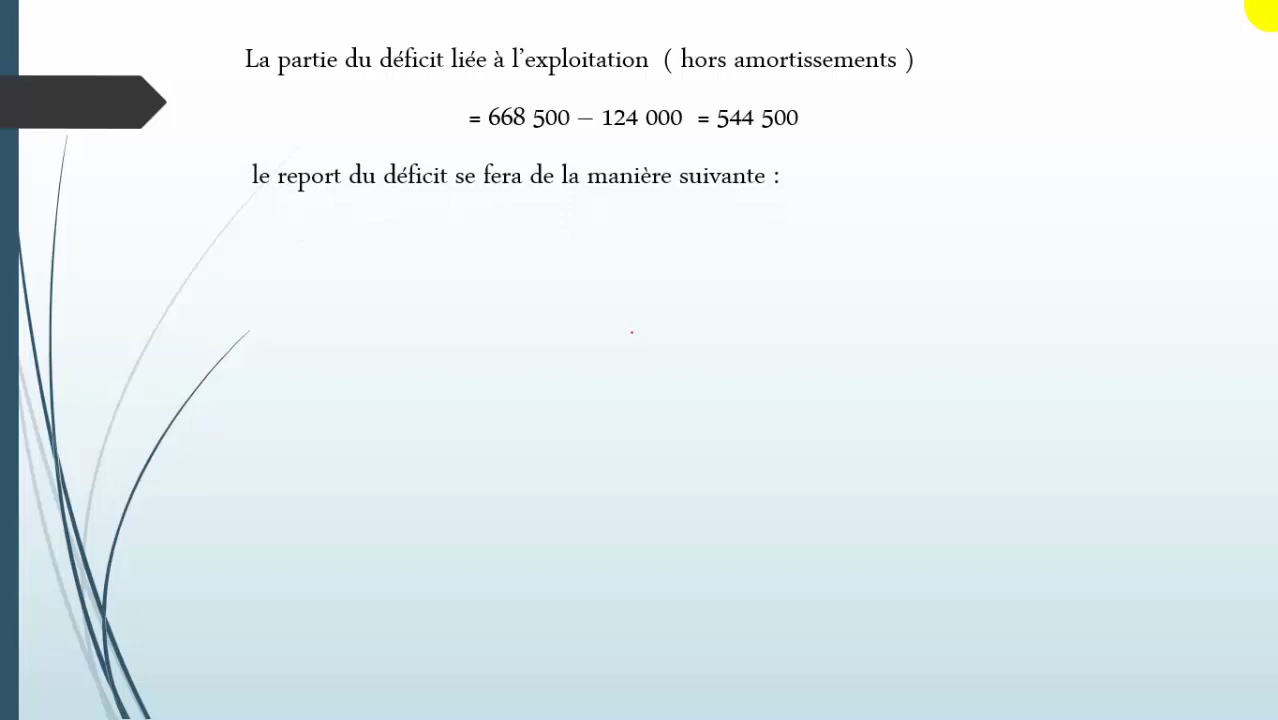 La partie du déficit liée à l’exploitation ( hors amortissements )
= 668 500 – 124 000 = 544 500
le report du déficit se fera de la manière suivante :